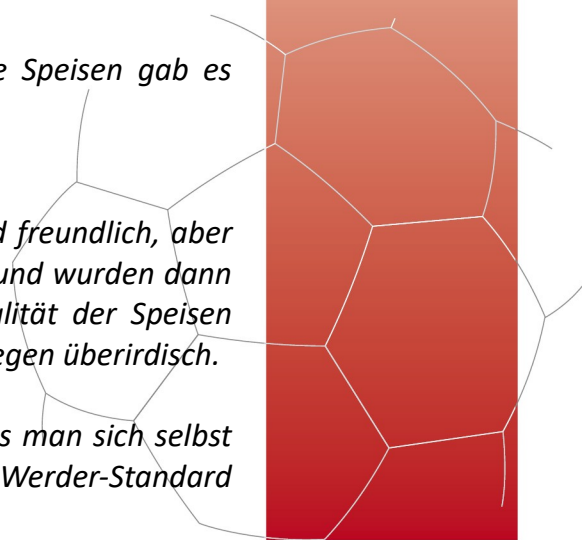 e Speisen gab es
d freundlich, aber
und wurden dann
lität der Speisen
egen überirdisch.
s man sich selbst
Werder-Standard